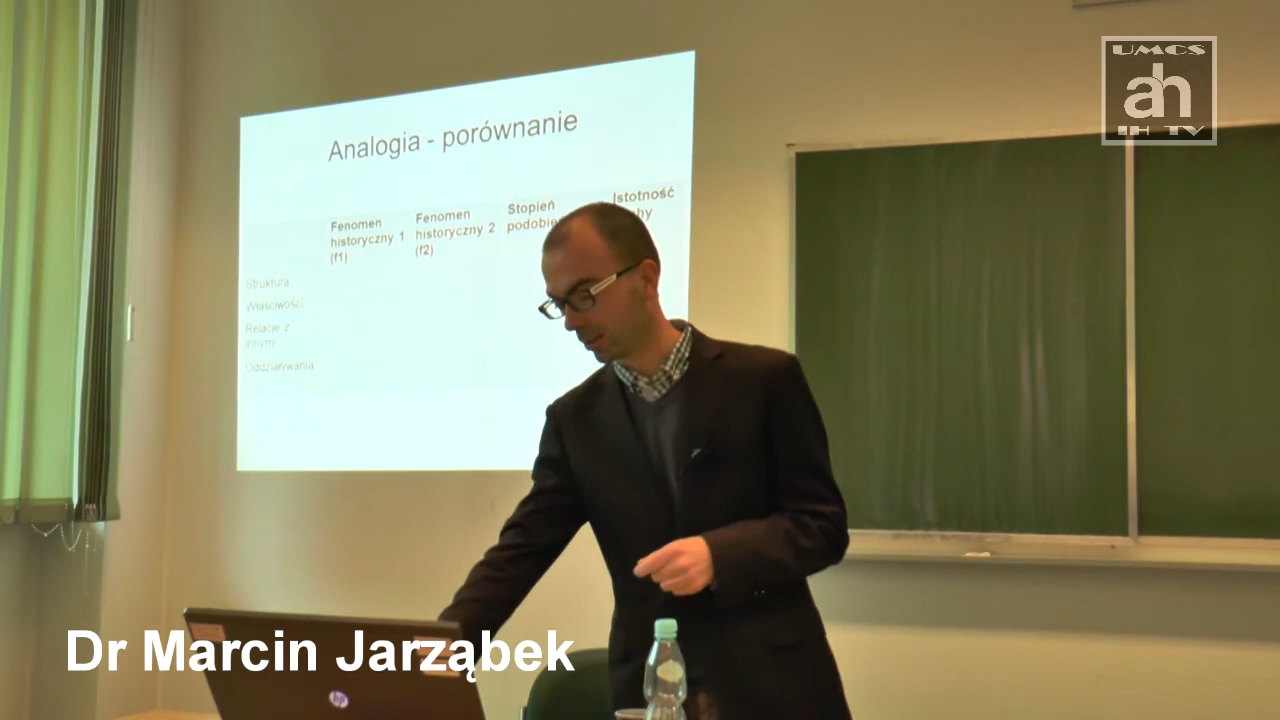 UMCS
ah
IH TV
Analogia - porównanie
Fenomen historyczny 1 (f1)
Fenomen historyczny 2 (f2)
Stopień
Istotność
Struktura
Właściwości
Relacje z innymi
Oddziaływania
Dr Marcin Jarząbek
hp